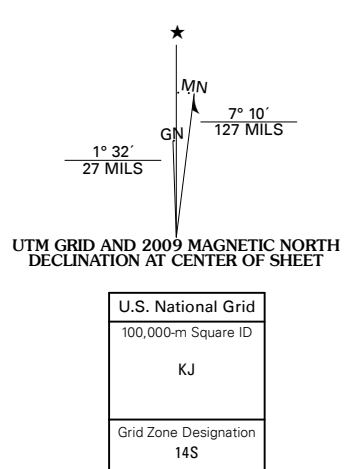 ★
MN
GN
7° 10´
127 MILS
1° 32´
27 MILS
UTM GRID AND 2009 MAGNETIC NORTH
DECLINATION AT CENTER OF SHEET
U.S. National Grid
100,000-m Square ID
KJ
Grid Zone Designation
14S